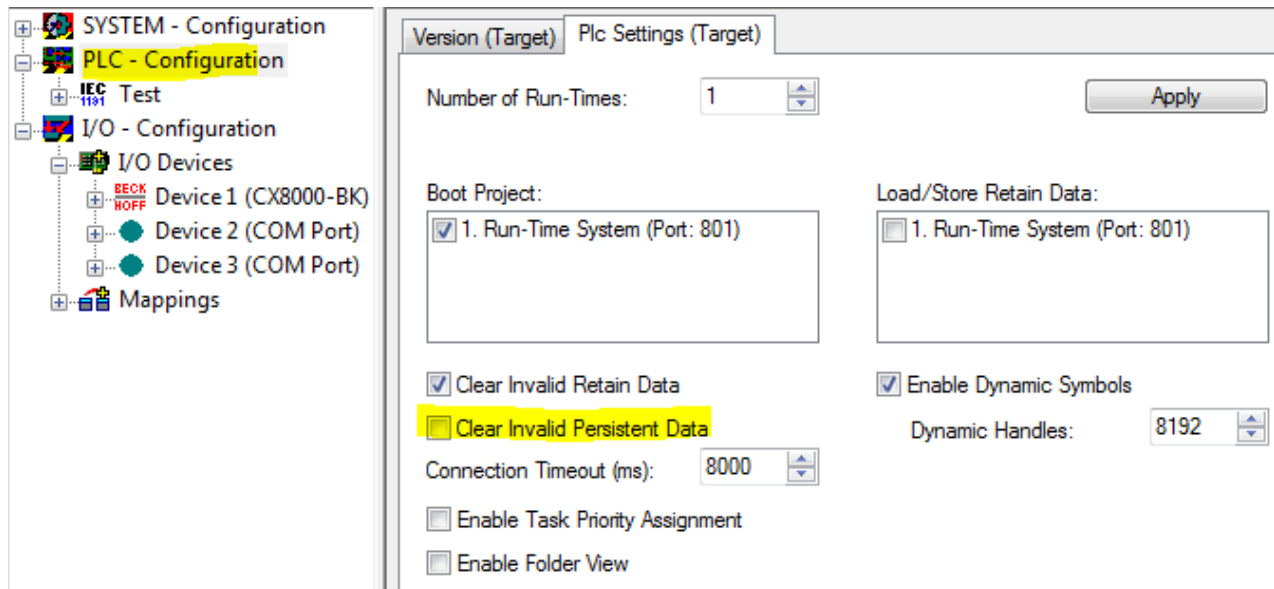 SYSTEM - Configuration
PLC - Configuration
IEC
1131
Test
I/O - Configuration
I/O Devices
BECK
HOFF
Device 1 (CX8000-BK)
Device 2 (COM Port)
Device 3 (COM Port)
Mappings
Version (Target) Plc Settings (Target)
Number of Run-Times: 1 Apply
Boot Project: Load/Store Retain Data:
1. Run-Time System (Port: 801) 1. Run-Time System (Port: 801)
Clear Invalid Retain Data Enable Dynamic Symbols
Clear Invalid Persistent Data Dynamic Handles: 8192
Connection Timeout (ms): 8000
Enable Task Priority Assignment
Enable Folder View